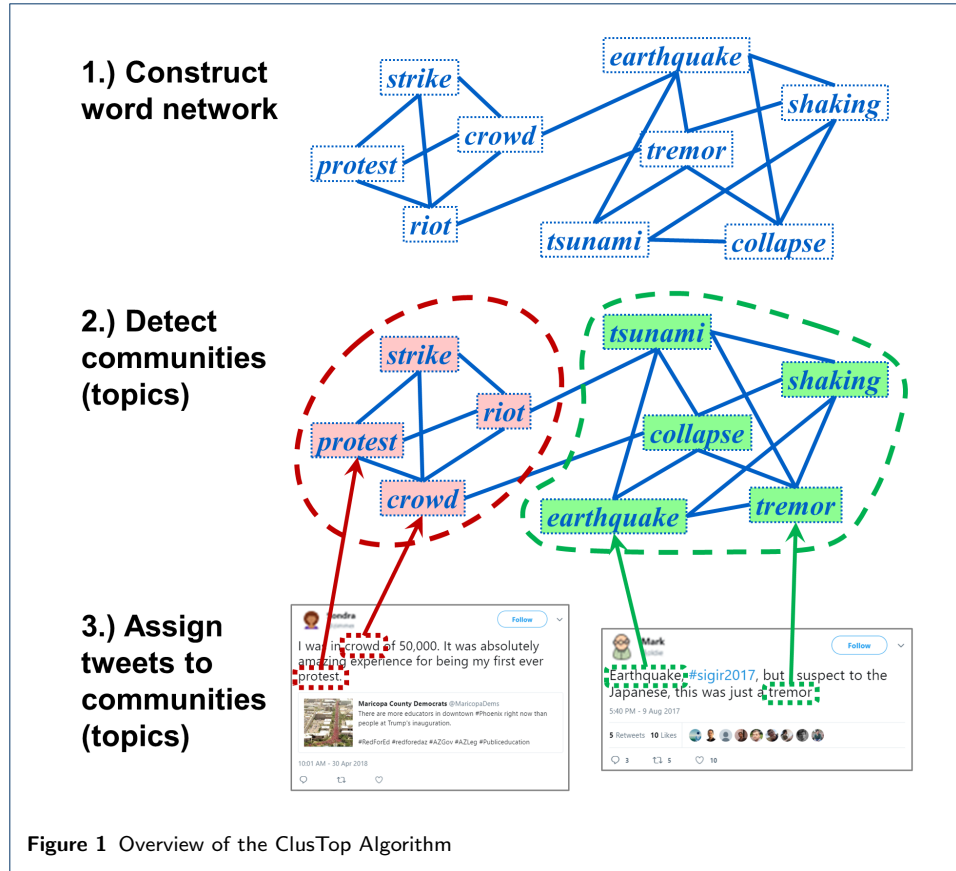 1.) Construct
word network
strike
earthquake
shaking
crowd
protest
tremor
riot
tsunami
collapse
2.) Detect
communities
(topics)
strike
tsunami
shaking
riot
protest
collapse
crowd
earthquake
tremor
3.) Assign
tweets to
communities
(topics)
Follow
I was in crowd of 50,000. It was absolutely
amazing experience for being my first ever
protest.
Maricopa County Democrats @MaricopaDems
There are more educators in downtown #Phoenix right now than
people at Trump's inauguration.
#RedForEd #redforedaz #AZGov #AZLeg #Publiceducation
10:01 AM - 30 Apr 2018
Mark
Follow
Earthquake, #sigir2017, but I suspect to the
Japanese, this was just a tremor
5:40 PM - 9 Aug 2017
5 Retweets 10 Likes
3 5 10
Figure 1 Overview of the ClusTop Algorithm